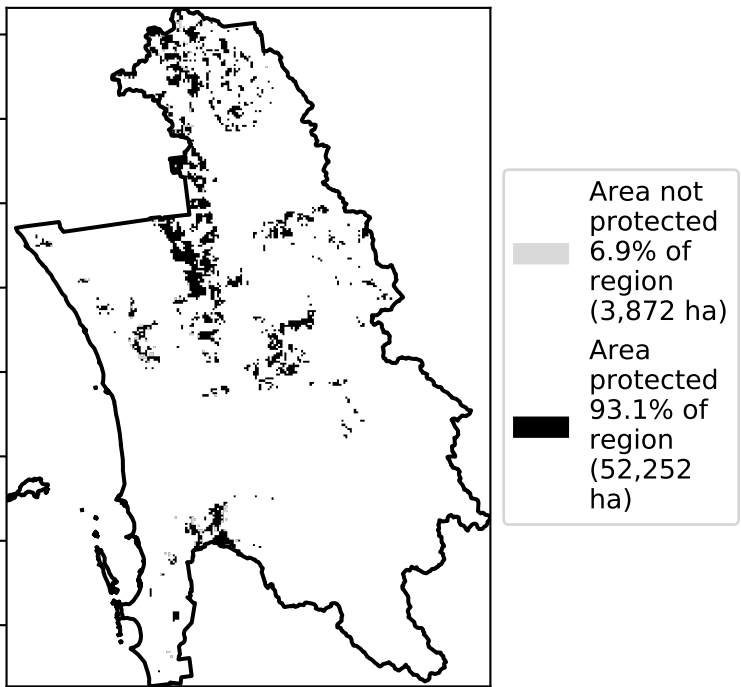 Area not
protected
6.9% of
region
(3,872 ha)
Area
protected
93.1% of
region
(52,252
ha)